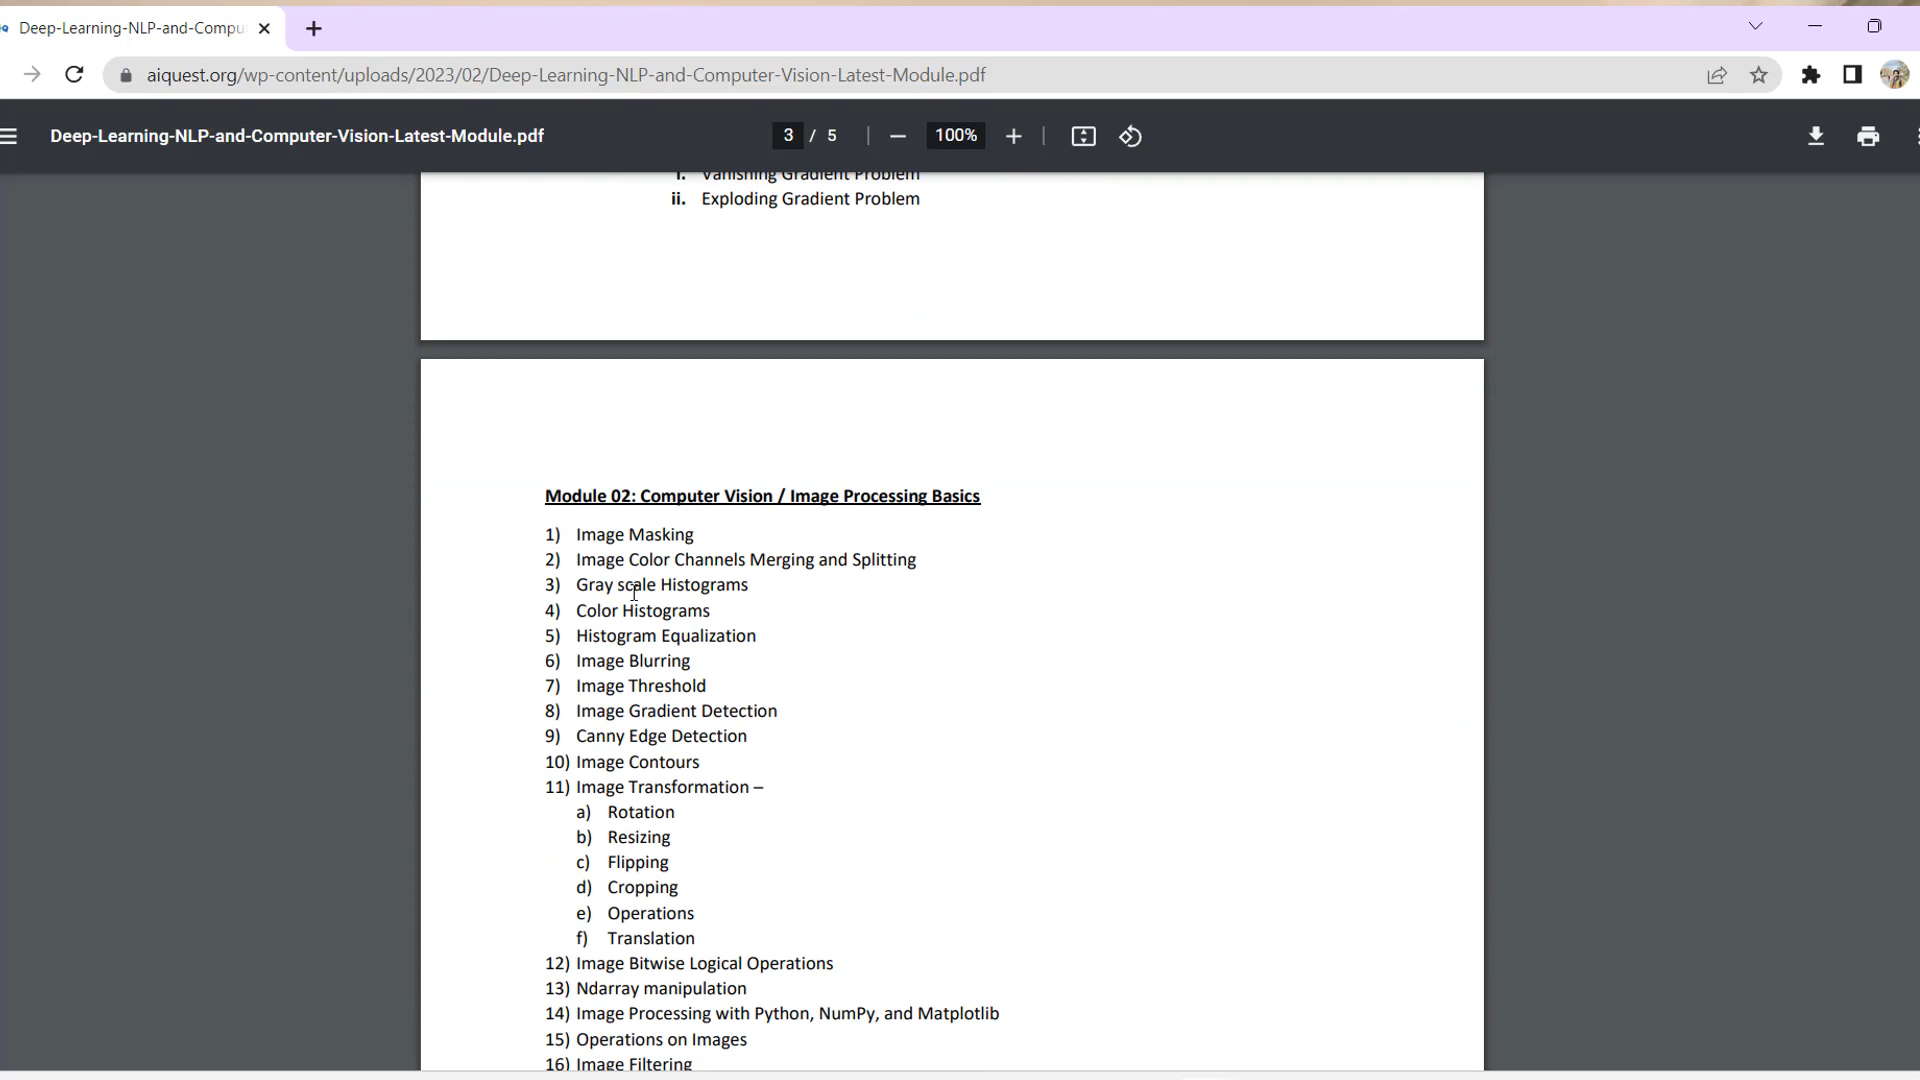 Deep-Learning-NLP-and-Compu
aiquest.org/wp-content/uploads/2023/02/Deep-Learning-NLP-and-Computer-Vision-Latest-Module.pdf
Deep-Learning-NLP-and-Computer-Vision-Latest-Module.pdf
3 / 5
100%
i. Vanishing Gradient Problem
ii. Exploding Gradient Problem
Module 02: Computer Vision / Image Processing Basics
1) Image Masking
2) Image Color Channels Merging and Splitting
3) Gray scale Histograms
4) Color Histograms
5) Histogram Equalization
6) Image Blurring
7) Image Threshold
8) Image Gradient Detection
9) Canny Edge Detection
10) Image Contours
11) Image Transformation –
a) Rotation
b) Resizing
c) Flipping
d) Cropping
e) Operations
f) Translation
12) Image Bitwise Logical Operations
13) Ndarray manipulation
14) Image Processing with Python, NumPy, and Matplotlib
15) Operations on Images
16) Image Filtering